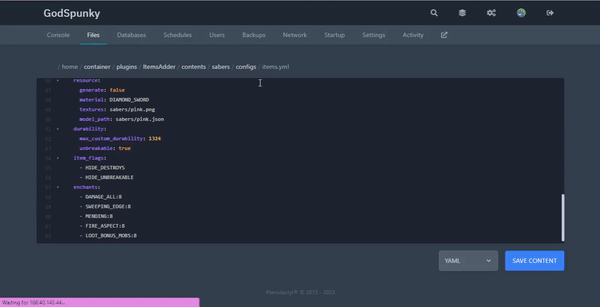 GodSpunky
Console Files Databases Schedules Users Backups Network Startup Settings Activity
/ home / container / plugins / ItemsAdder / contents / sabers / configs / items.yml
resource:
generate: false
material: DIAMOND_SWORD
textures: sabers/pink.png
model_path: sabers/pink.json
durability:
max_custom_durability: 1324
unbreakable: true
item_flags:
- HIDE_DESTROYS
- HIDE_UNBREAKABLE
enchants:
- DAMAGE_ALL:8
- SWEEPING_EDGE:8
- MENDING:8
- FIRE_ASPECT:8
- LOOT_BONUS_MOBS:8
YAML
SAVE CONTENT
Pterodactyl® © 2015 -
Waiting for